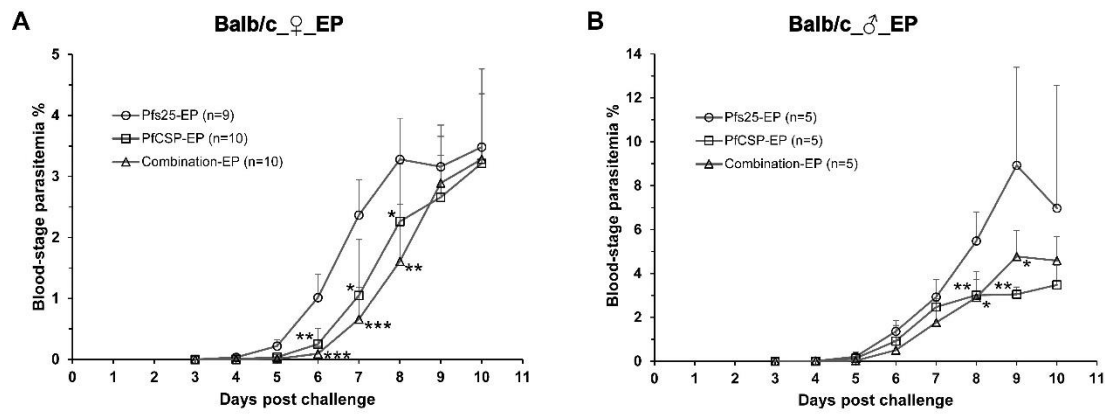 A
Balb/c_♀_EP
Blood-stage parasitemia %
5
4
3
2
1
0
Pfs25-EP (n=9)
PfCSP-EP (n=10)
Combination-EP (n=10)
**
***
*
***
*
**
0 1 2 3 4 5 6 7 8 9 10 11
Days post challenge
B
Balb/c_♂_EP
Blood-stage parasitemia %
14
12
10
8
6
4
2
0
Pfs25-EP (n=5)
PfCSP-EP (n=5)
Combination-EP (n=5)
**
*
**
*
0 1 2 3 4 5 6 7 8 9 10 11
Days post challenge